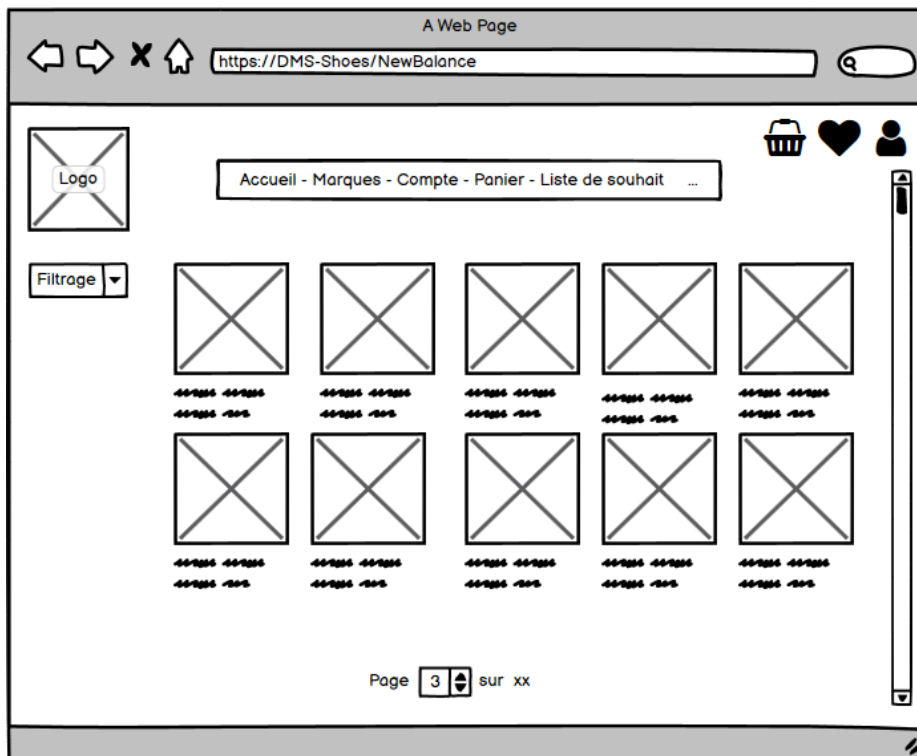 A Web Page
https://DMS-Shoes/NewBalance
Logo
Accueil - Marques - Compte - Panier - Liste de souhait ...
Filtrage
Page 3 sur xx